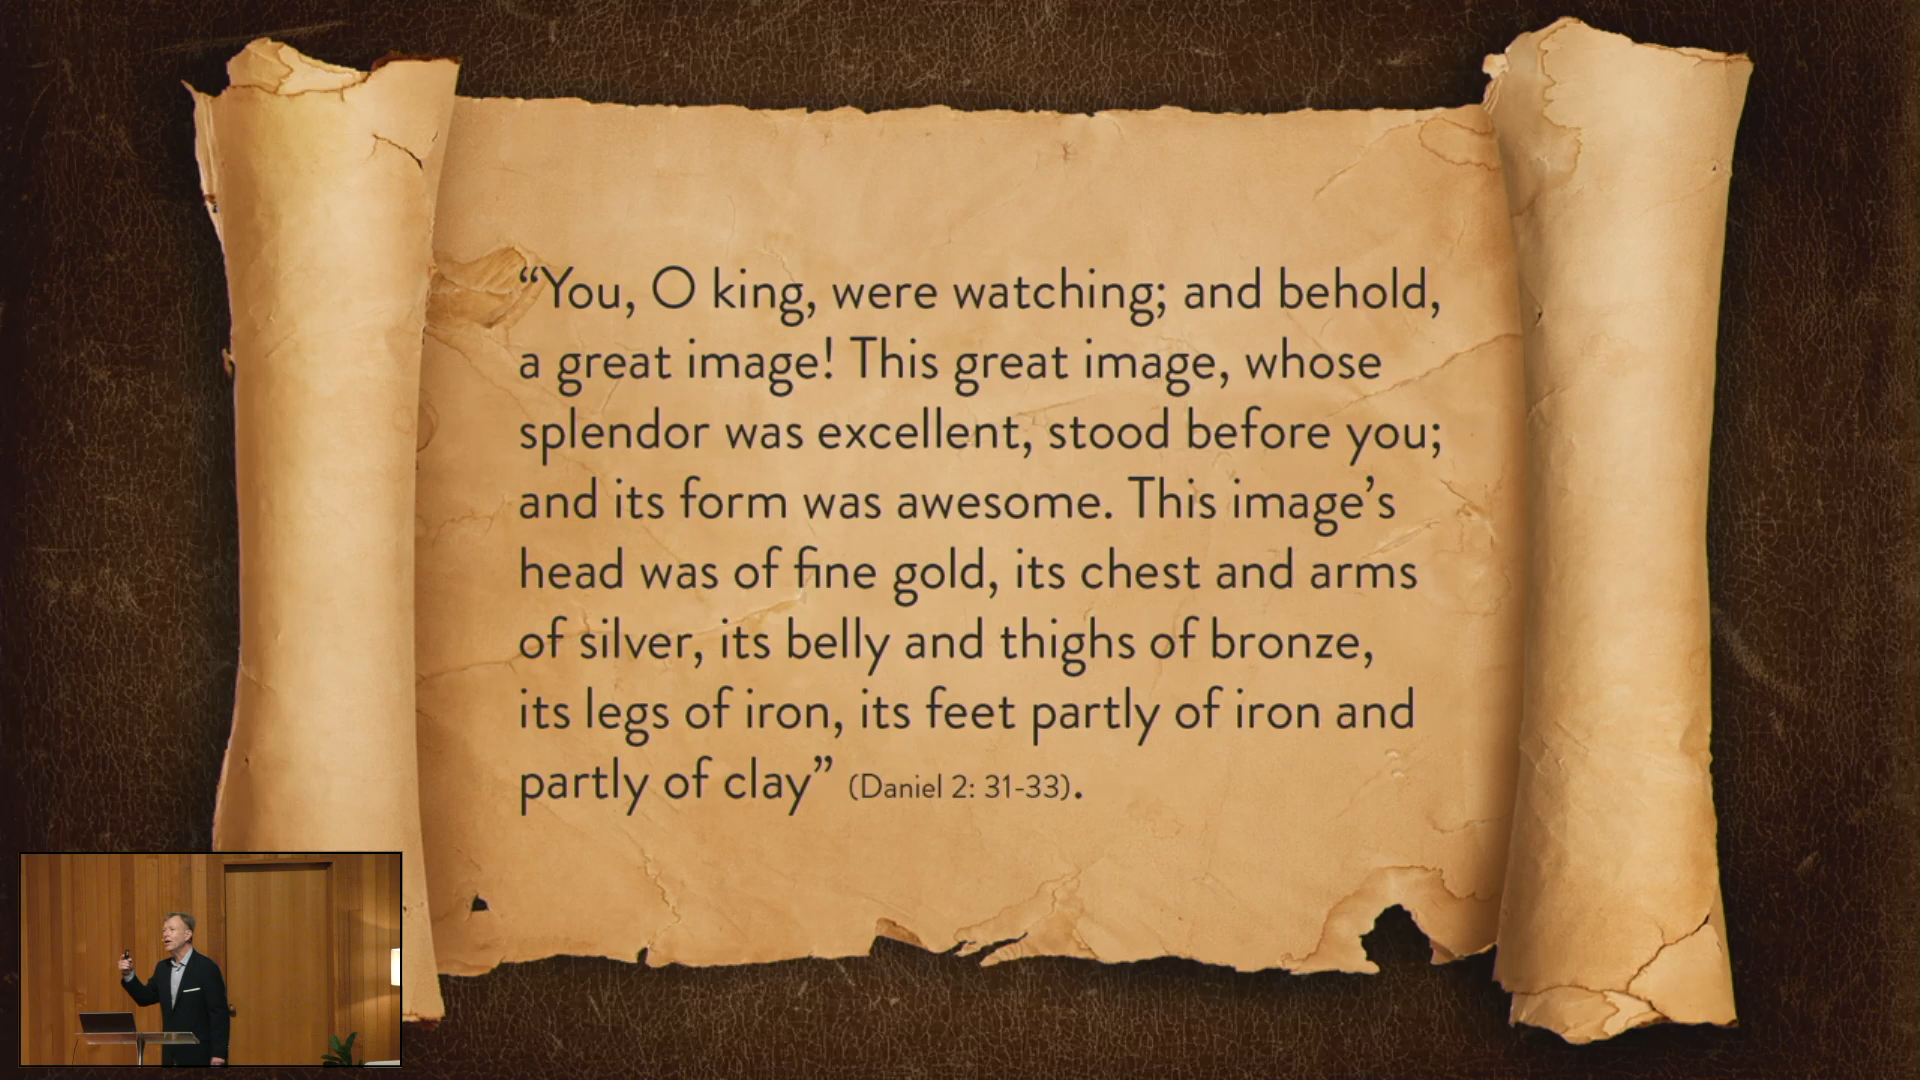 “You, O king, were watching; and behold,
a great image! This great image, whose
splendor was excellent, stood before you;
and its form was awesome. This image’s
head was of fine gold, its chest and arms
of silver, its belly and thighs of bronze,
its legs of iron, its feet partly of iron and
partly of clay” (Daniel 2: 31-33).